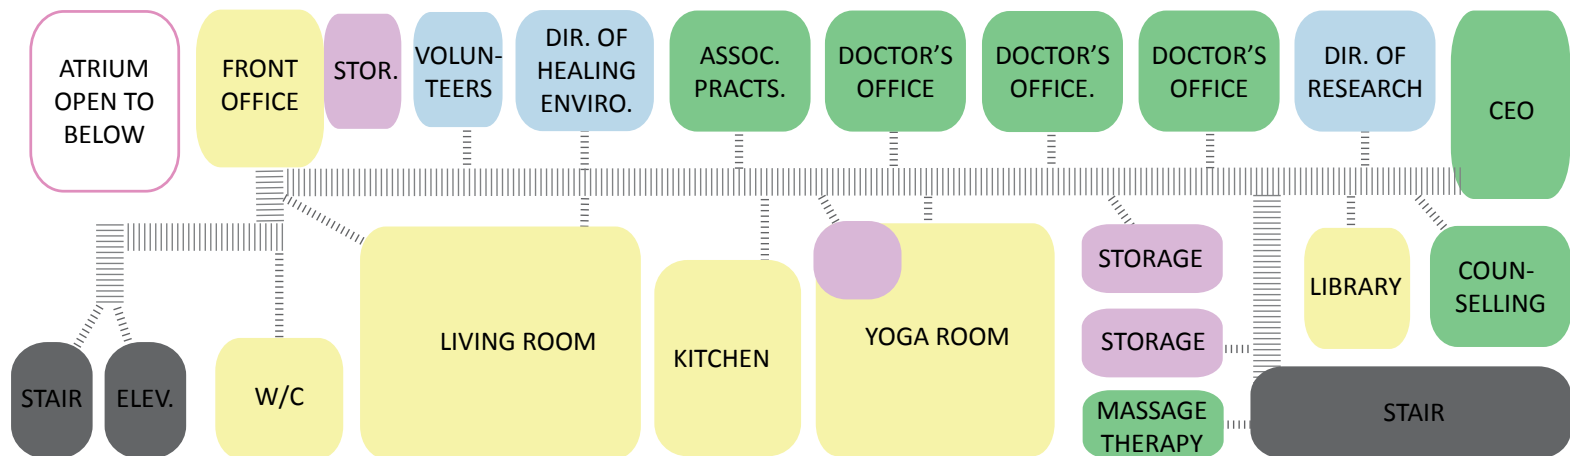 ATRIUM
OPEN TO
BELOW
FRONT
OFFICE
STOR.
VOLUN-
TEERS
DIR. OF
HEALING
ENVIRO.
ASSOC.
PRACTS.
DOCTOR’S
OFFICE
DOCTOR’S
OFFICE.
DOCTOR’S
OFFICE
DIR. OF
RESEARCH
CEO
STAIR
ELEV.
W/C
LIVING ROOM
KITCHEN
YOGA ROOM
STORAGE
STORAGE
MASSAGE
THERAPY
LIBRARY
COUN-
SELLING
STAIR